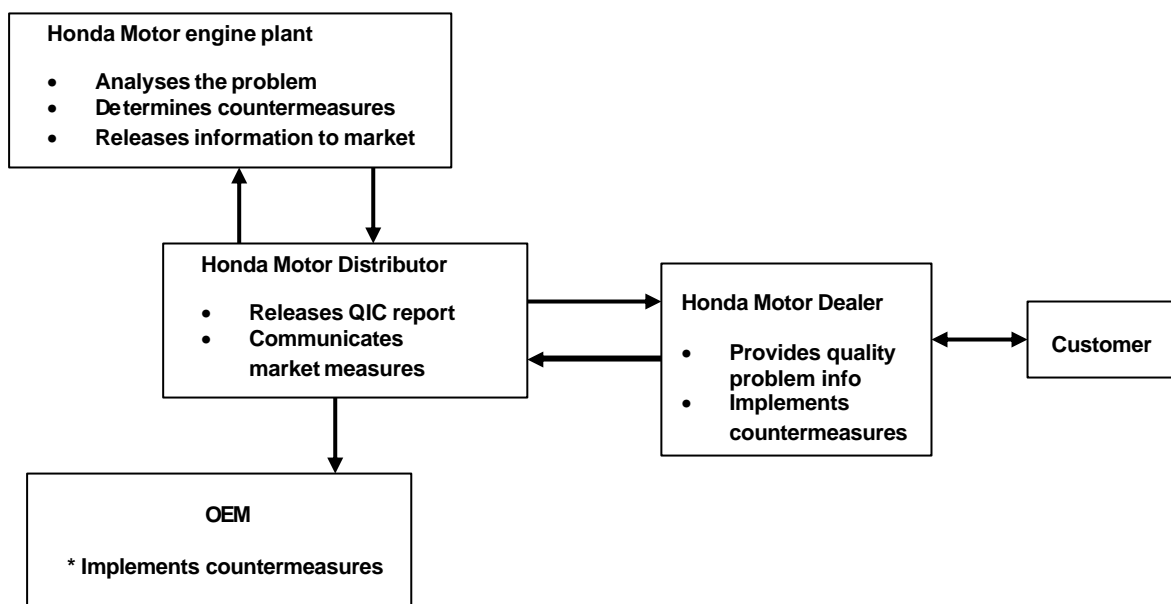 Honda Motor engine plant
• Analyses the problem
• Determines countermeasures
• Releases information to market
Honda Motor Distributor
• Releases QIC report
• Communicates
market measures
Honda Motor Dealer
• Provides quality
problem info
• Implements
countermeasures
Customer
OEM
* Implements countermeasures